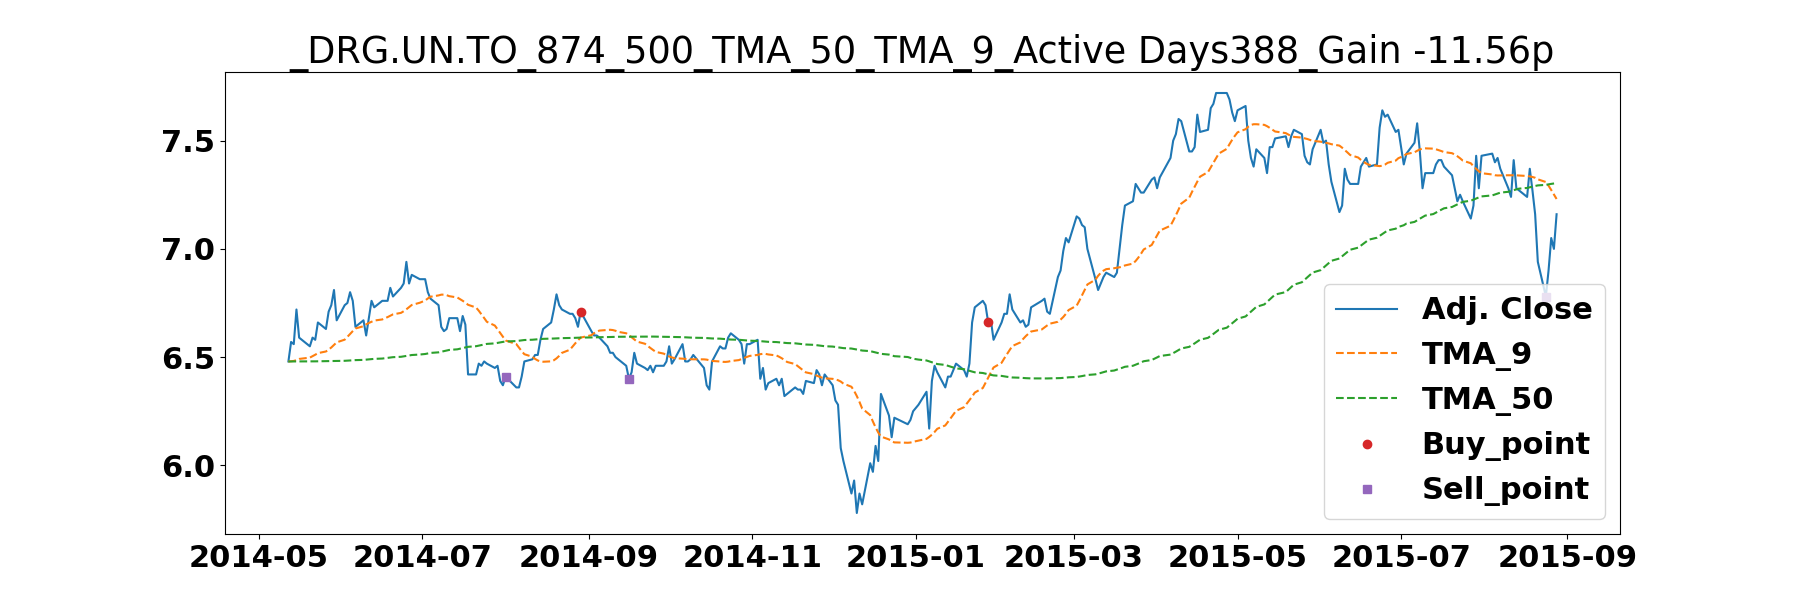 _DRG.UN.TO_874_500_TMA_50_TMA_9_Active Days388_Gain -11.56p
7.5
7.0
6.5
6.0
Adj. Close
TMA_9
TMA_50
Buy_point
Sell_point
2014-05 2014-07 2014-09 2014-11 2015-01 2015-03 2015-05 2015-07 2015-09